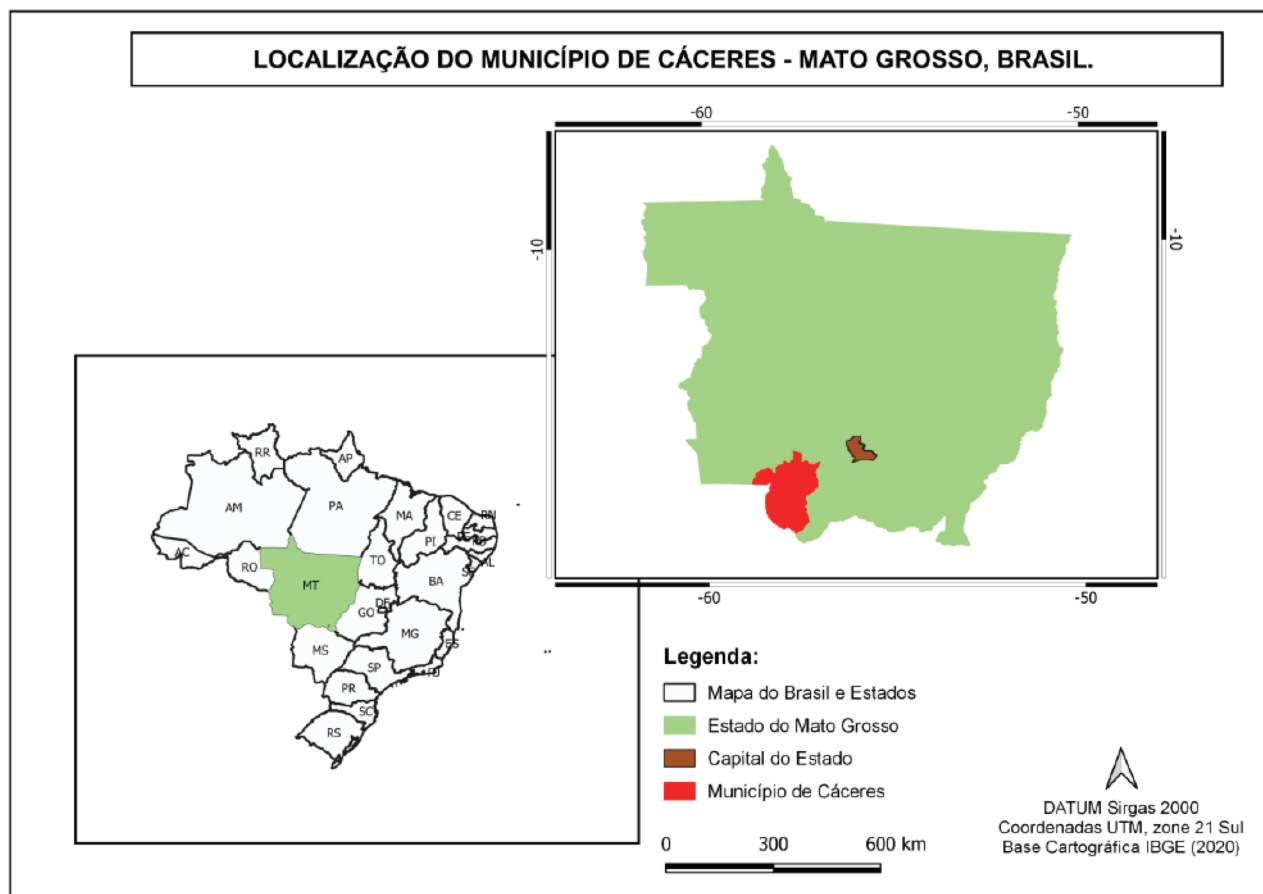 LOCALIZAÇÃO DO MUNICÍPIO DE CÁCERES - MATO GROSSO, BRASIL.
-60
-50
-10
-10
-60
-50
RR
AP
AM
PA
MA
CE
RN
PI
AC
RO
TO
AL
MT
BA
DF
GO
MG
ES
MS
SP
PR
SC
RS
Legenda:
Mapa do Brasil e Estados
Estado do Mato Grosso
Capital do Estado
Município de Cáceres
0 300 600 km
DATUM Sirgas 2000
Coordenadas UTM, zone 21 Sul
Base Cartográfica IBGE (2020)